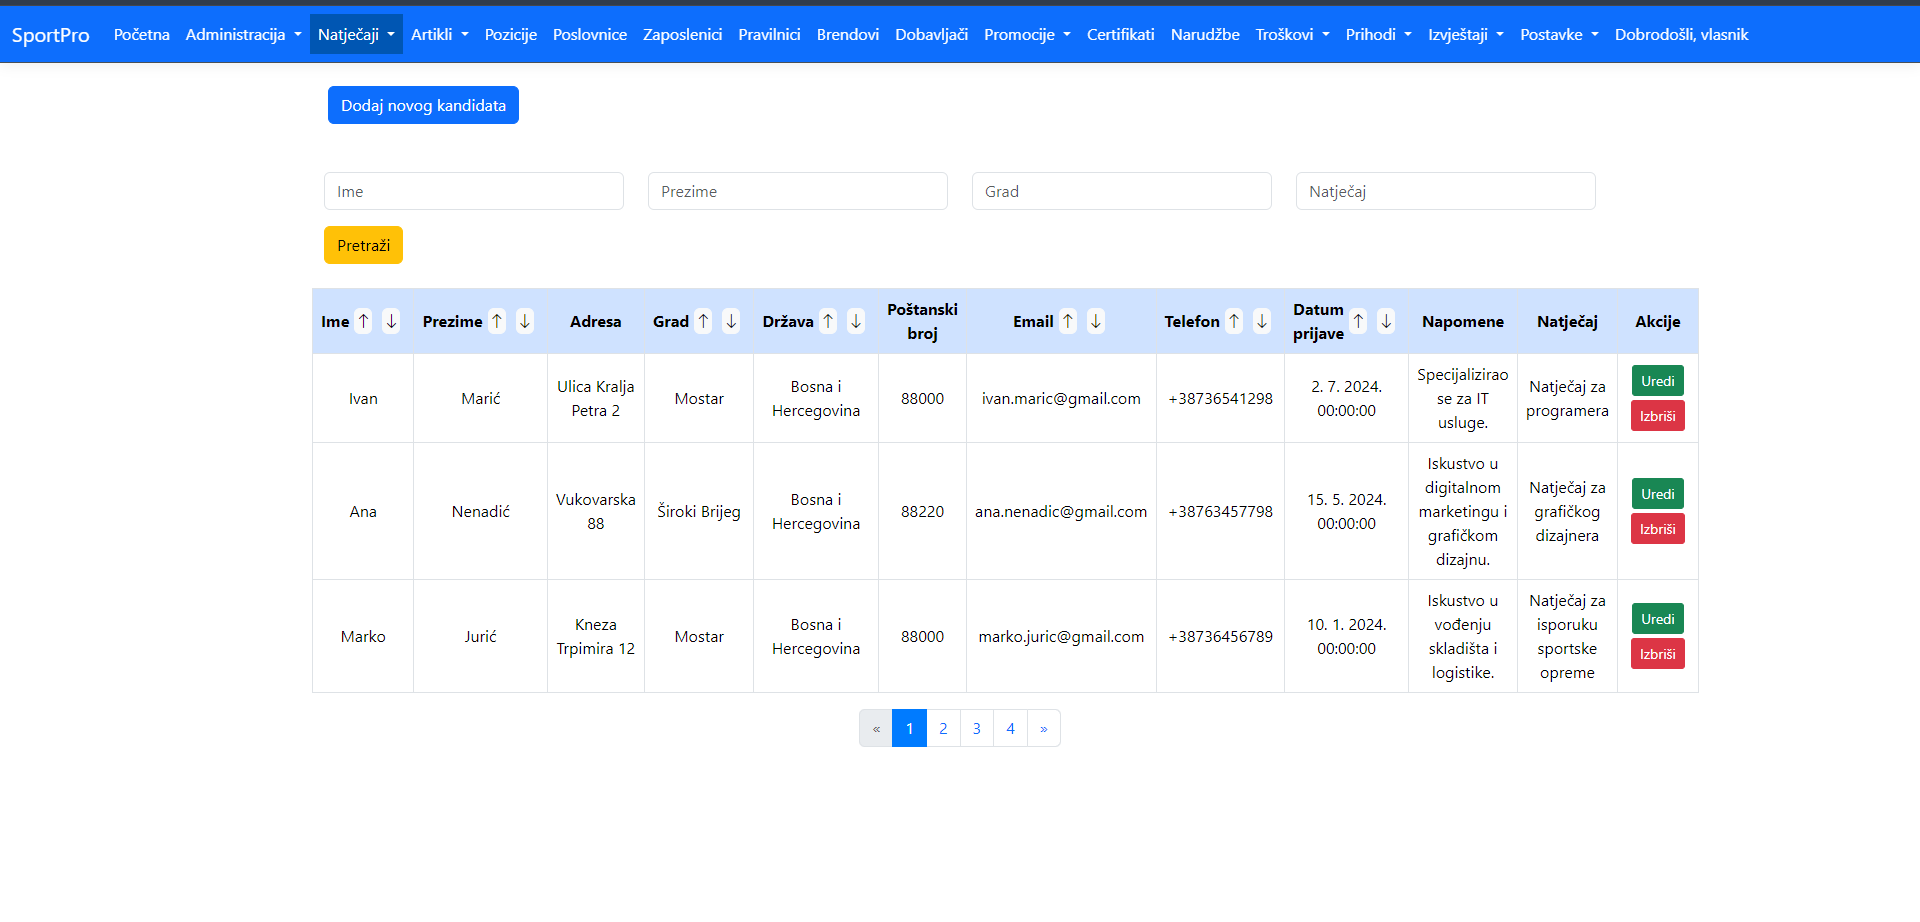 SportPro Početna Administracija Natječaji Artikli Pozicije Poslovnice Zaposlenici Pravilnici Brendovi Dobavljači Promocije Certifikati Narudžbe Troškovi Prihodi Izvještaji Postavke Dobrodošli, vlasnik
Dodaj novog kandidata
Ime Prezime Grad Natječaj
Pretraži
Ime ↑ ↓ Prezime ↑ ↓ Adresa Grad ↑ ↓ Država ↑ ↓ Poštanski broj Email ↑ ↓ Telefon ↑ ↓ Datum prijave ↑ ↓ Napomene Natječaj Akcije
Ivan Marić Ulica Kralja Petra 2 Mostar Bosna i Hercegovina 88000 ivan.maric@gmail.com +38736541298 2. 7. 2024. 00:00:00 Specijalizirao se za IT usluge. Natječaj za programera Uredi Izbriši
Ana Nenadić Vukovarska 88 Široki Brijeg Bosna i Hercegovina 88220 ana.nenadic@gmail.com +38763457798 15. 5. 2024. 00:00:00 Iskustvo u digitalnom marketingu i grafičkom dizajnu. Natječaj za grafičkog dizajnera Uredi Izbriši
Marko Jurić Kneza Trpimira 12 Mostar Bosna i Hercegovina 88000 marko.juric@gmail.com +38736456789 10. 1. 2024. 00:00:00 Iskustvo u vođenju skladišta i logistike. Natječaj za isporuku sportske opreme Uredi Izbriši
« 1 2 3 4 »